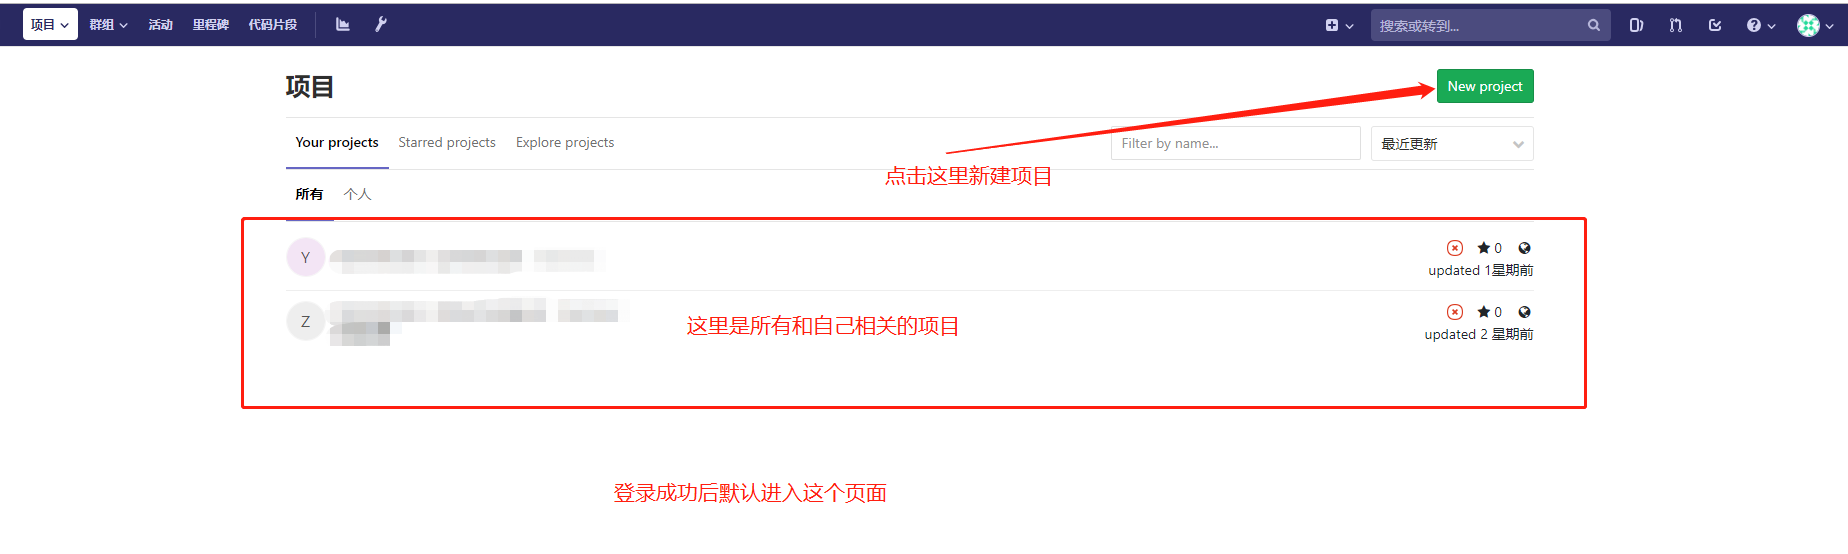 项目 群组 活动 里程碑 代码片段 搜索或转到...
项目
New project
Your projects Starred projects Explore projects
Filter by name... 最近更新
点击这里新建项目
所有 个人
Y
0
updated 1星期前
Z
0
updated 2 星期前
这里是所有和自己相关的项目
登录成功后默认进入这个页面